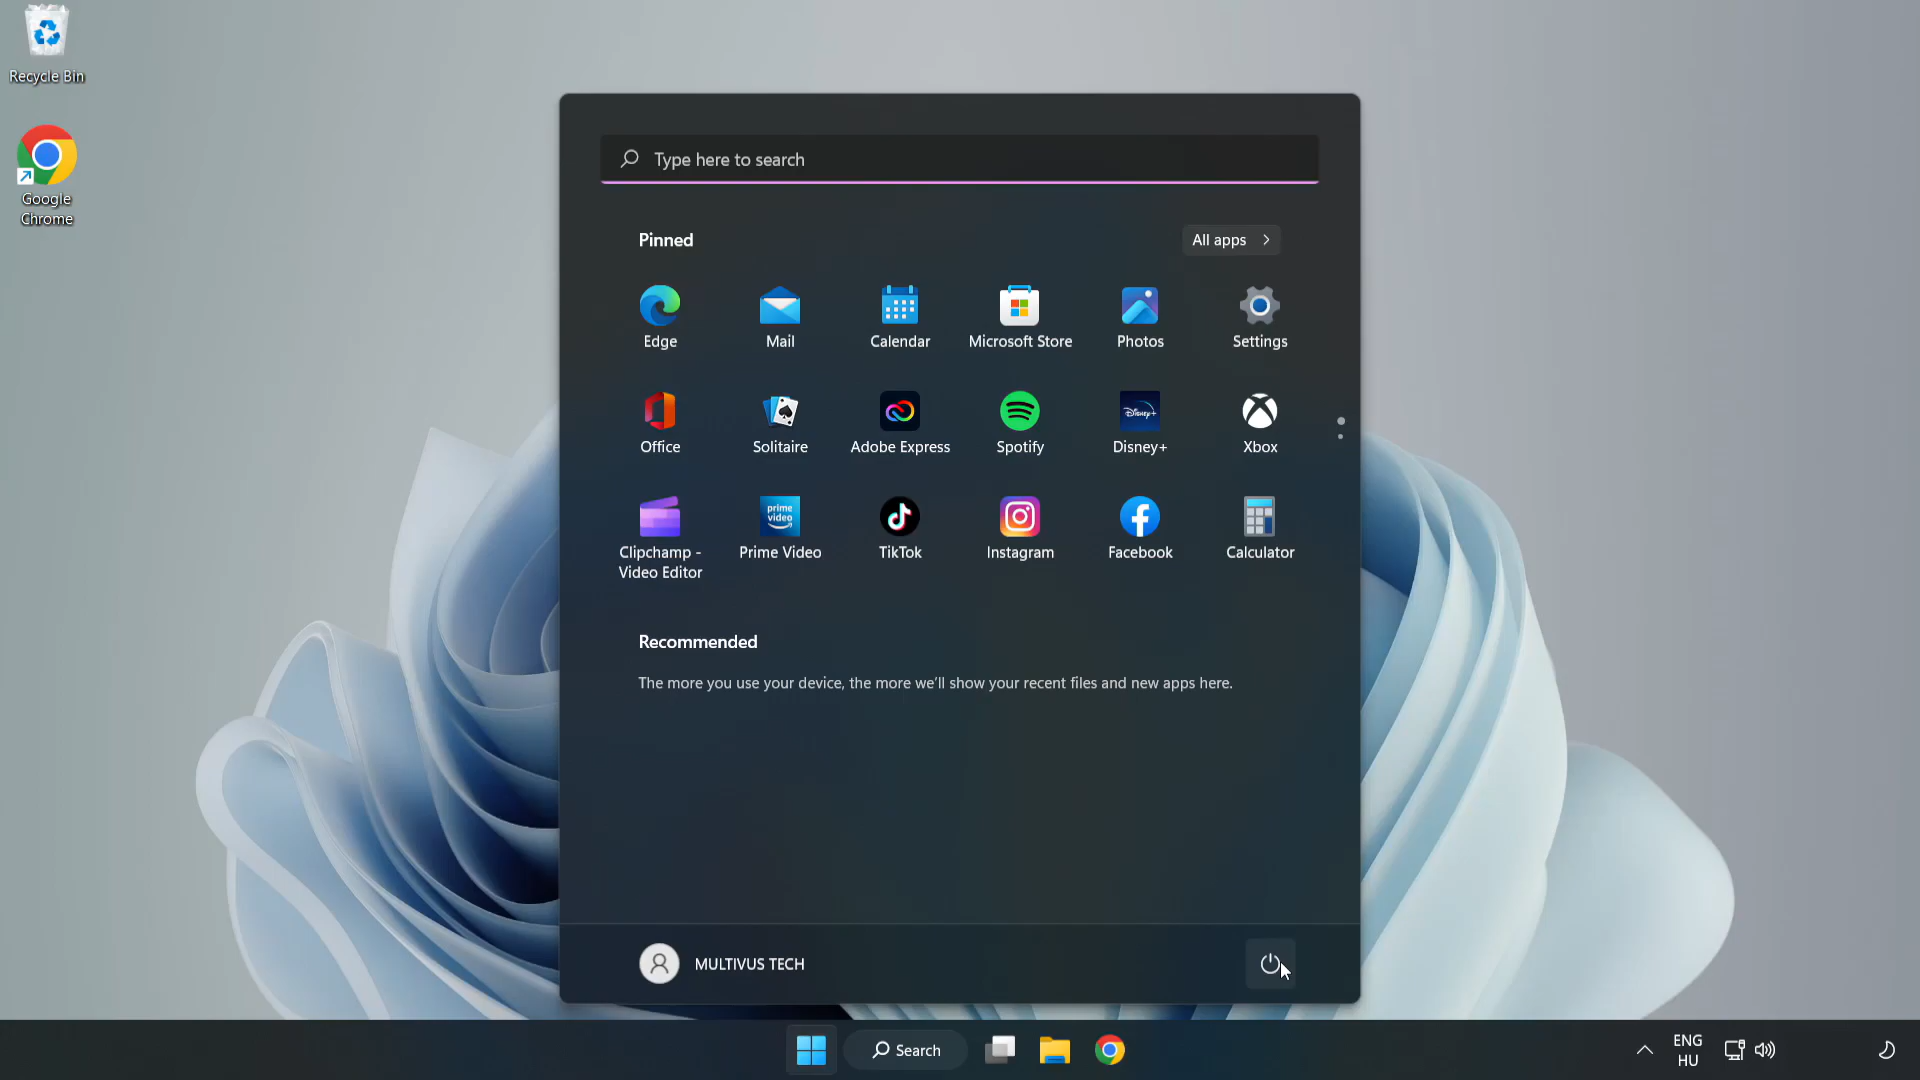 Recycle Bin
Google
Chrome
Type here to search
Pinned
All apps
Edge
Mail
Calendar
Microsoft Store
Photos
Settings
Office
Solitaire
Adobe Express
Spotify
Disney+
Disney+
Xbox
prime
video
Clipchamp -
Video Editor
Prime Video
TikTok
Instagram
Facebook
Calculator
Recommended
The more you use your device, the more we'll show your recent files and new apps here.
MULTIVUS TECH
Search
ENG
HU